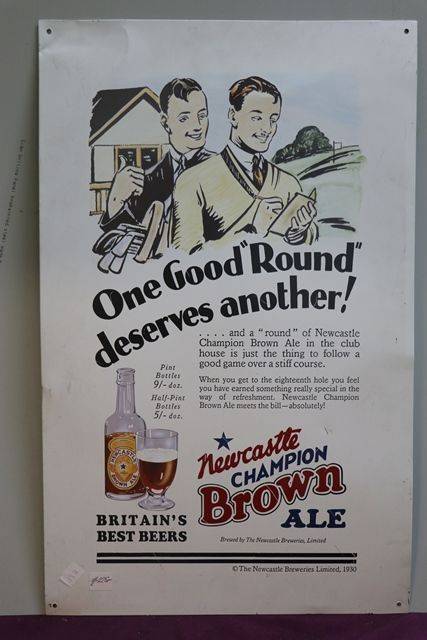 One Good "Round"
deserves another!
. . . . and a "round" of Newcastle
Champion Brown Ale in the club
house is just the thing to follow a
good game over a stiff course.
When you get to the eighteenth hole you feel
you have earned something really special in the
way of refreshment. Newcastle Champion
Brown Ale meets the bill—absolutely!
Pint
Bottles
9/- doz.
Half-Pint
Bottles
5/- doz.
NEWCASTLE
BROWN ALE
BRITAIN'S
BEST BEERS
Newcastle
CHAMPION
Brown
ALE
Brewed by The Newcastle Breweries, Limited
© The Newcastle Breweries Limited, 1930